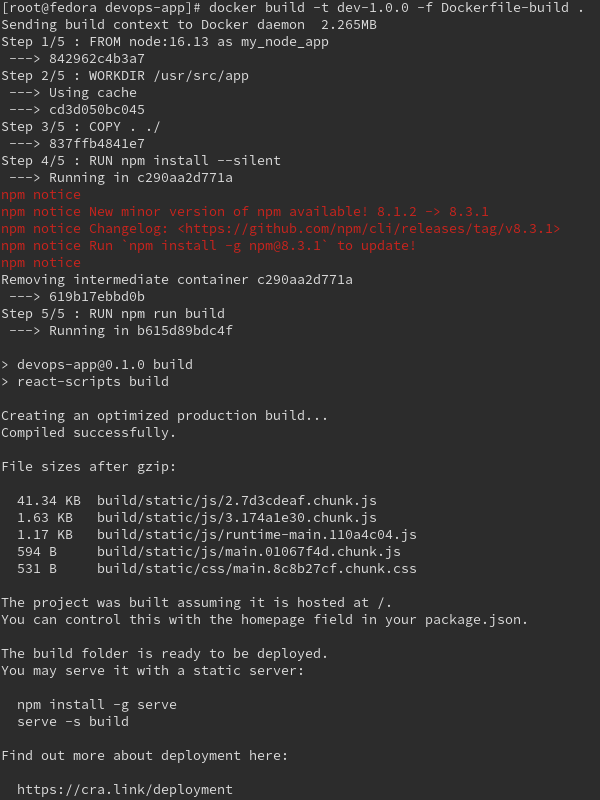 [root@fedora devops-app]# docker build -t dev-1.0.0 -f Dockerfile-build .
Sending build context to Docker daemon  2.265MB
Step 1/5 : FROM node:16.13 as my_node_app
 ---> 842962c4b3a7
Step 2/5 : WORKDIR /usr/src/app
 ---> Using cache
 ---> cd3d050bc045
Step 3/5 : COPY . ./
 ---> 837ffb4841e7
Step 4/5 : RUN npm install --silent
 ---> Running in c290aa2d771a
npm notice
npm notice New minor version of npm available! 8.1.2 -> 8.3.1
npm notice Changelog: <https://github.com/npm/cli/releases/tag/v8.3.1>
npm notice Run `npm install -g npm@8.3.1` to update!
npm notice
Removing intermediate container c290aa2d771a
 ---> 619b17ebbd0b
Step 5/5 : RUN npm run build
 ---> Running in b615d89bdc4f
> devops-app@0.1.0 build
> react-scripts build
Creating an optimized production build...
Compiled successfully.
File sizes after gzip:
  41.34 KB  build/static/js/2.7d3cdeaf.chunk.js
  1.63 KB   build/static/js/3.174a1e30.chunk.js
  1.17 KB   build/static/js/runtime-main.110a4c04.js
  594 B     build/static/js/main.01067f4d.chunk.js
  531 B     build/static/css/main.8c8b27cf.chunk.css
The project was built assuming it is hosted at /.
You can control this with the homepage field in your package.json.
The build folder is ready to be deployed.
You may serve it with a static server:
  npm install -g serve
  serve -s build
Find out more about deployment here:
  https://cra.link/deployment